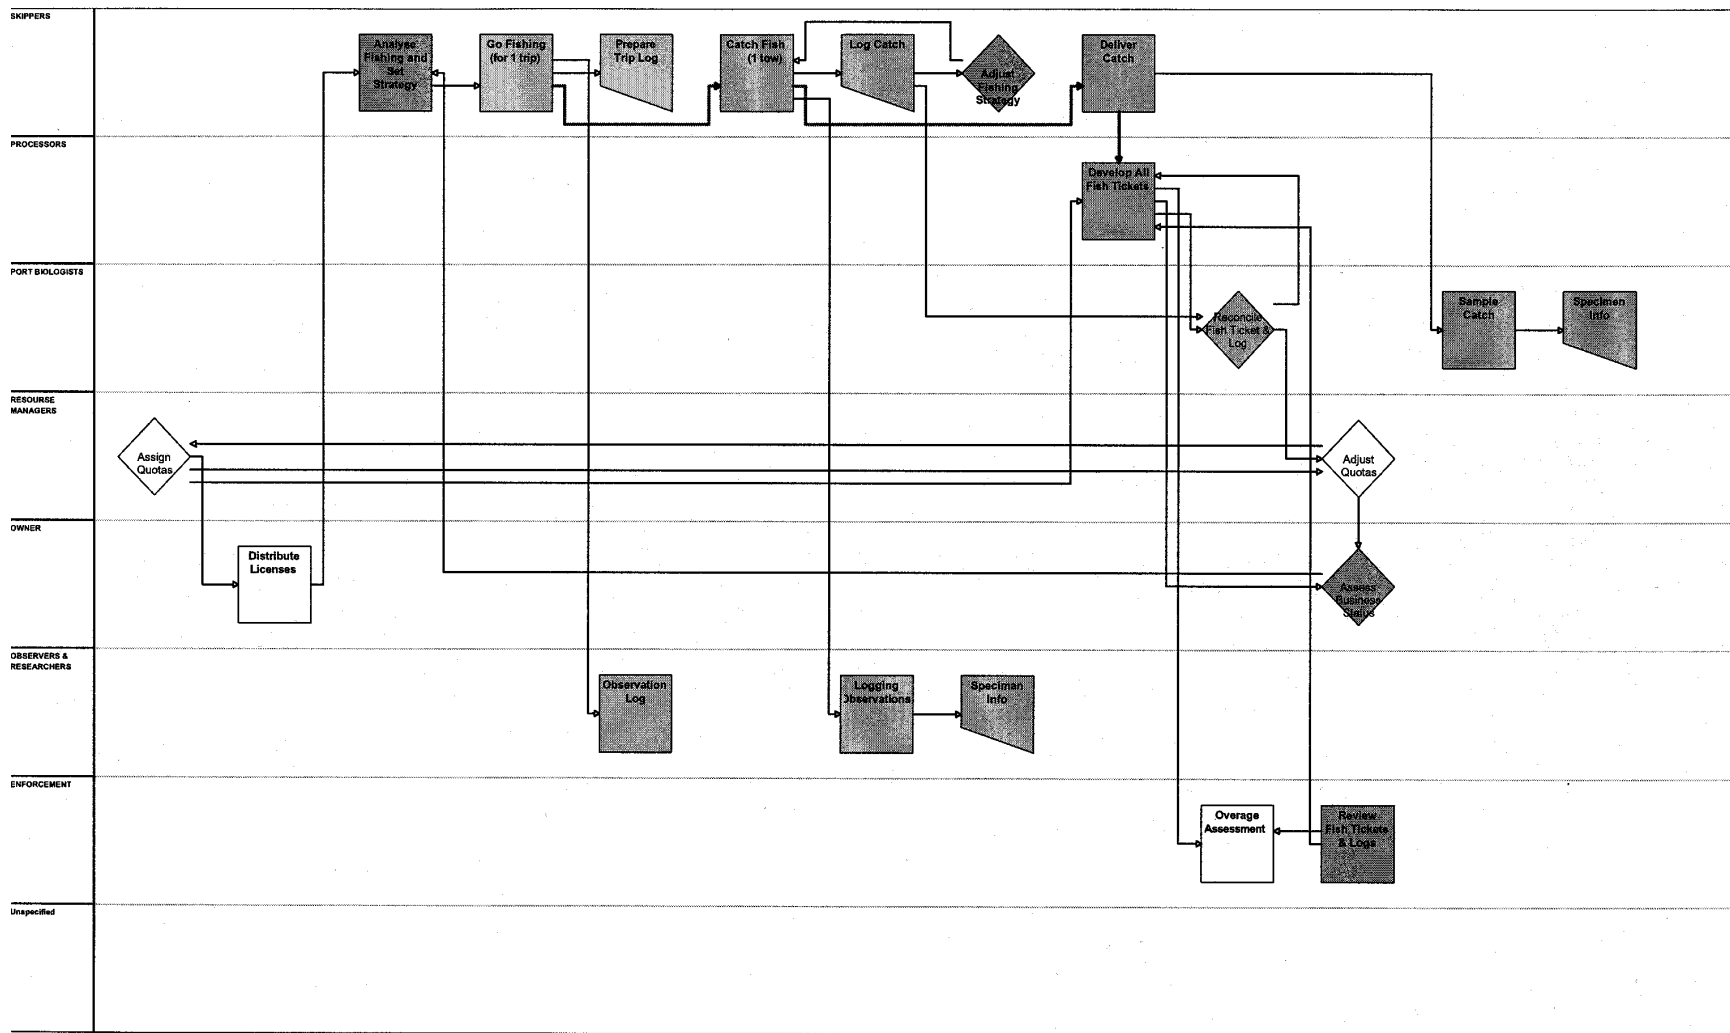 SKIPPERS
Analyse
Fishing and
Set
Strategy
Go Fishing
(for 1 trip)
Prepare
Trip Log
Catch Fish
(1 tow)
Log Catch
Adjust
Fishing
Strategy
Deliver
Catch
PROCESSORS
Develop All
Fish Tickets
PORT BIOLOGISTS
Reconcile
Fish Ticket &
Log
Sample
Catch
Specimen
Info
RESOURSE
MANAGERS
Assign
Quotas
Adjust
Quotas
OWNER
Distribute
Licenses
Assess
Business
Status
OBSERVERS &
RESEARCHERS
Observation
Log
Logging
Observations
Speciman
Info
ENFORCEMENT
Overage
Assessment
Review
Fish Tickets
& Logs
Unspecified